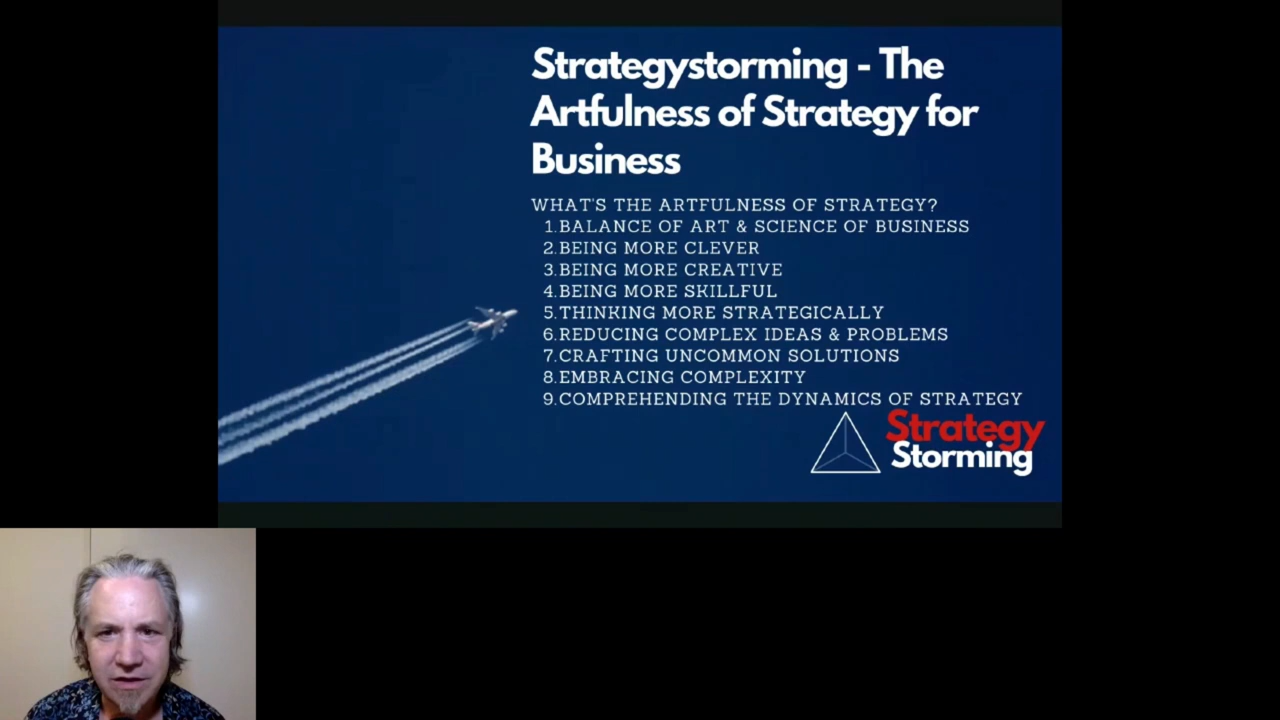 Strategystorming - The
Artfulness of Strategy for
Business
WHAT'S THE ARTFULNESS OF STRATEGY?
1. BALANCE OF ART & SCIENCE OF BUSINESS
2. BEING MORE CLEVER
3. BEING MORE CREATIVE
4. BEING MORE SKILLFUL
5. THINKING MORE STRATEGICALLY
6. REDUCING COMPLEX IDEAS & PROBLEMS
7. CRAFTING UNCOMMON SOLUTIONS
8. EMBRACING COMPLEXITY
9. COMPREHENDING THE DYNAMICS OF STRATEGY
Strategy
Storming